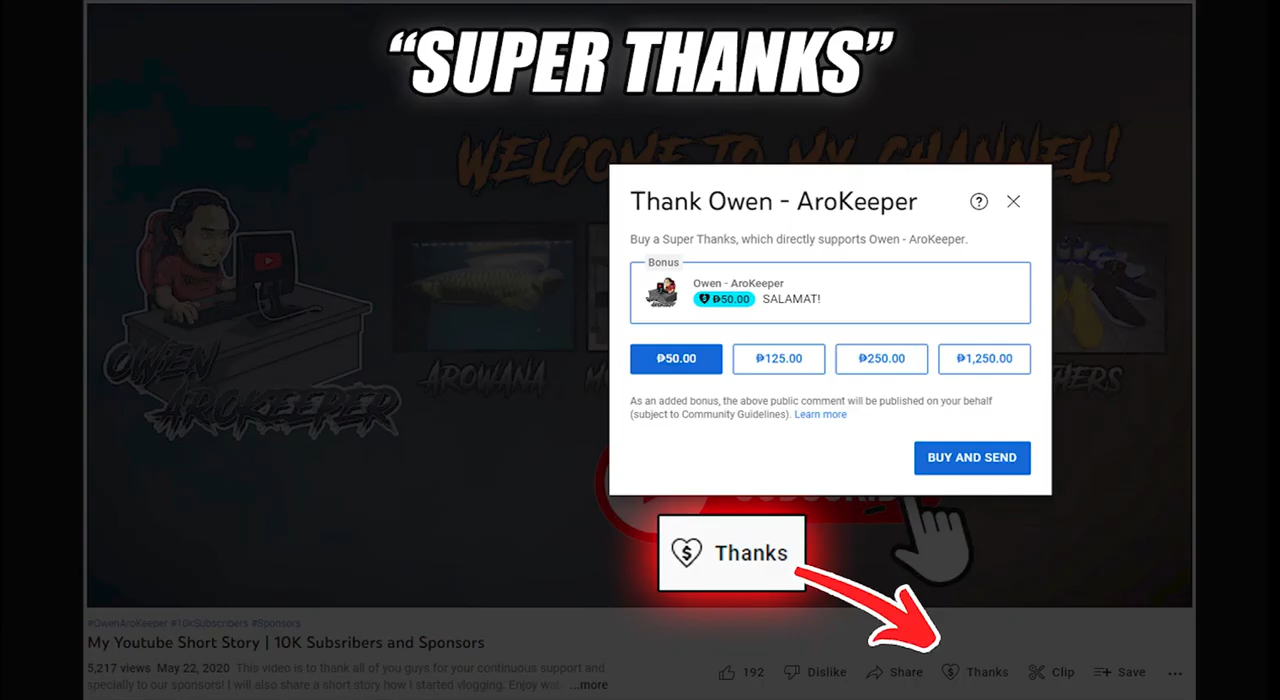 “SUPER THANKS”
WELCOME TO MY CHANNEL!
Thank Owen - AroKeeper
Buy a Super Thanks, which directly supports Owen - AroKeeper.
Bonus
Owen - AroKeeper
₱50.00 SALAMAT!
₱50.00 ₱125.00 ₱250.00 ₱1,250.00
As an added bonus, the above public comment will be published on your behalf
(subject to Community Guidelines). Learn more
BUY AND SEND
OWEN
AROKEEPER
AROWANA
Thanks
#OwenAroKeeper #10kSubscribers #Sponsors
My Youtube Short Story | 10K Subsribers and Sponsors
5,217 views May 22, 2020 This video is to thank all of you guys for your continuous support and
specially to our sponsors! I will also share a short story how I started vlogging. Enjoy ...more
192 Dislike Share Thanks Clip Save